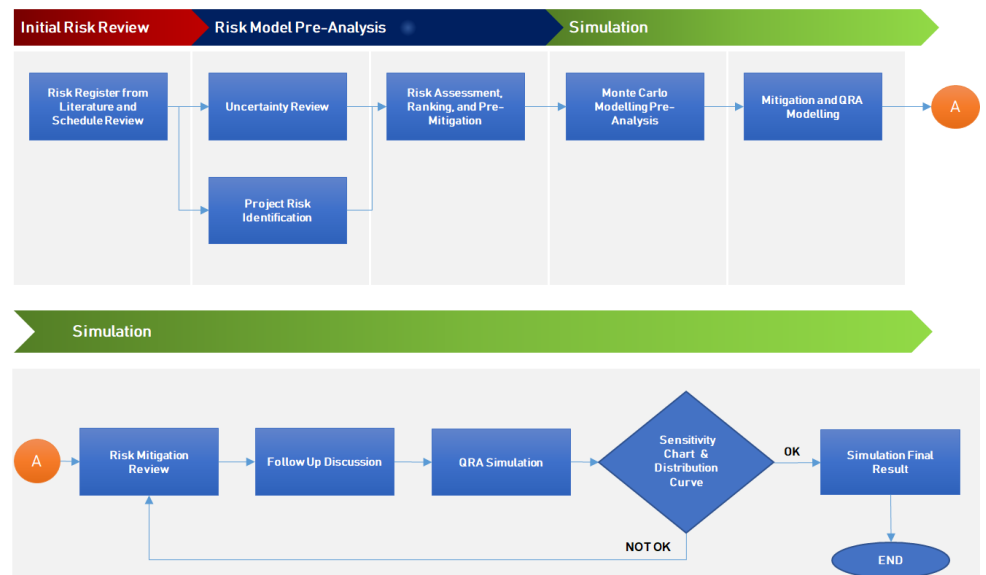 Initial Risk Review
Risk Model Pre-Analysis
Simulation
Risk Register from
Literature and
Schedule Review
Uncertainty Review
Project Risk
Identification
Risk Assessment,
Ranking, and Pre-
Mitigation
Monte Carlo
Modelling Pre-
Analysis
Mitigation and QRA
Modelling
A
Simulation
A
Risk Mitigation
Review
Follow Up Discussion
QRA Simulation
Sensitivity
Chart &
Distribution
Curve
OK
NOT OK
Simulation Final
Result
END